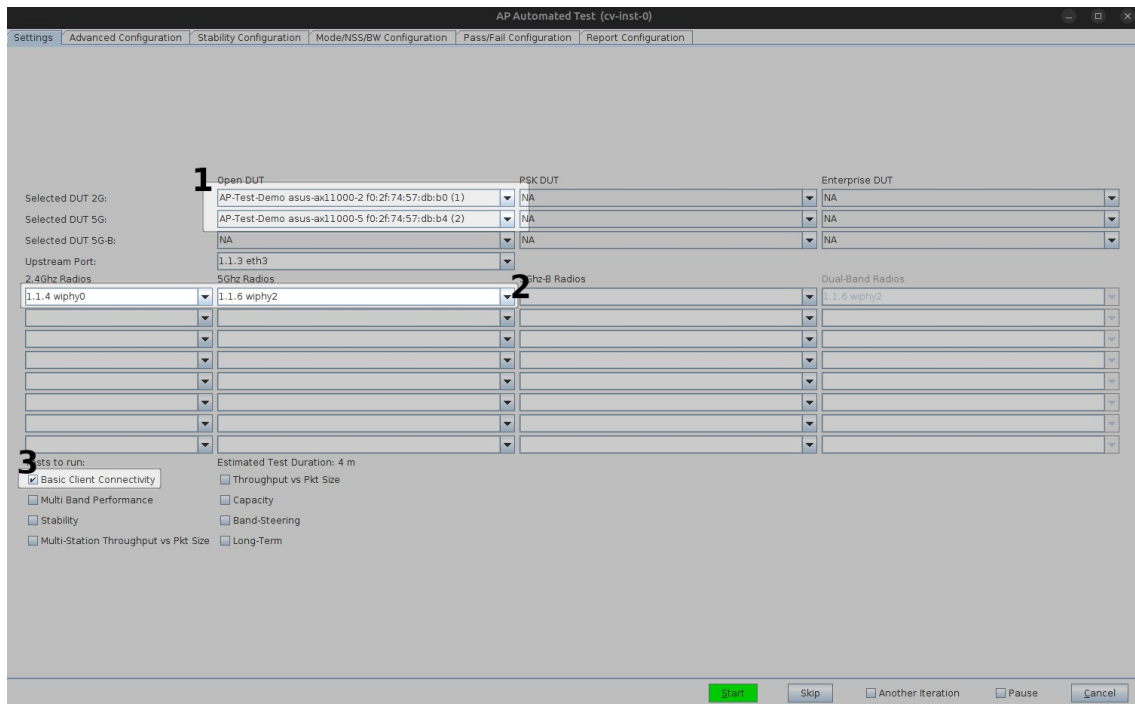 AP Automated Test (cv-inst-0)
Settings Advanced Configuration Stability Configuration Mode/NSS/BW Configuration Pass/Fail Configuration Report Configuration
1 Open DUT PSK DUT Enterprise DUT
Selected DUT 2G: AP-Test-Demo asus-ax11000-2 f0:2f:74:57:db:b0 (1) NA NA
Selected DUT 5G: AP-Test-Demo asus-ax11000-5 f0:2f:74:57:db:b4 (2) NA NA
Selected DUT 5G-B: NA NA NA
Upstream Port: 1.1.3 eth3
2.4Ghz Radios 5Ghz Radios 2 Ghz-B Radios Dual-Band Radios
1.1.4 wiphy0 1.1.6 wiphy2 1.1.6 wiphy2
3 sts to run: Estimated Test Duration: 4 m
Basic Client Connectivity Throughput vs Pkt Size
Multi Band Performance Capacity
Stability Band-Steering
Multi-Station Throughput vs Pkt Size Long-Term
Start Skip Another Iteration Pause Cancel